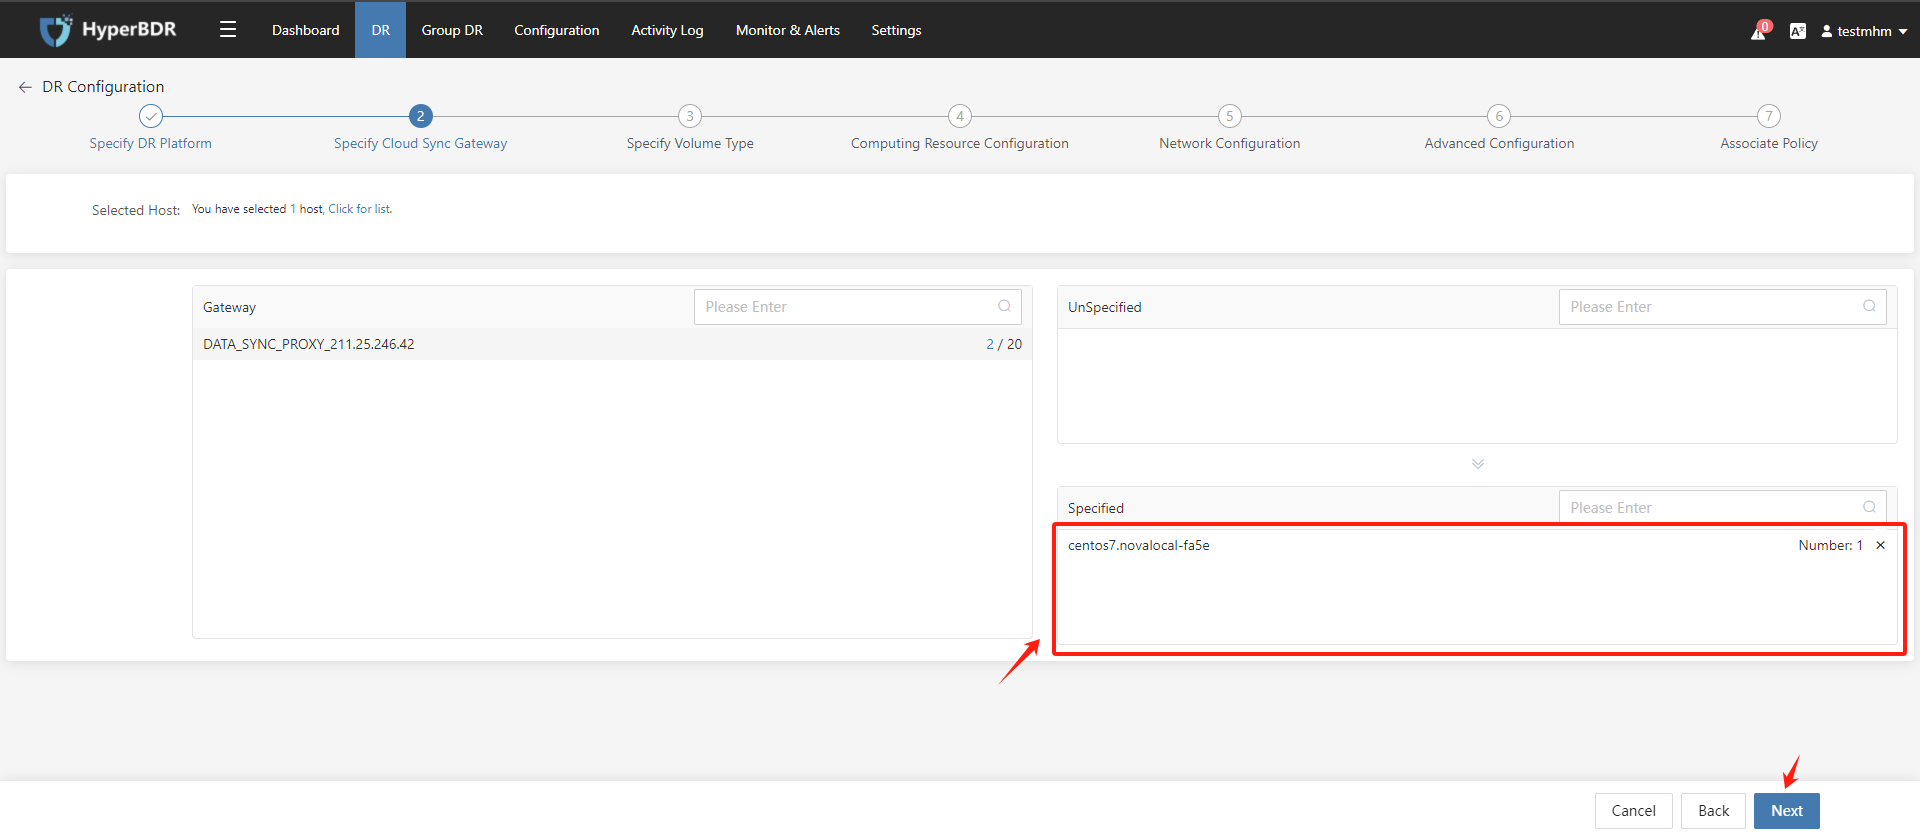 HyperBDR
Dashboard DR Group DR Configuration Activity Log Monitor & Alerts Settings 0 testmhm
DR Configuration
2 3 4 5 6 7
Specify DR Platform Specify Cloud Sync Gateway Specify Volume Type Computing Resource Configuration Network Configuration Advanced Configuration Associate Policy
Selected Host: You have selected 1 host, Click for list.
Gateway Please Enter
DATA_SYNC_PROXY_211.25.246.42 2 / 20
UnSpecified Please Enter
Specified Please Enter
centos7.novalocal-fa5e Number: 1
Cancel Back Next